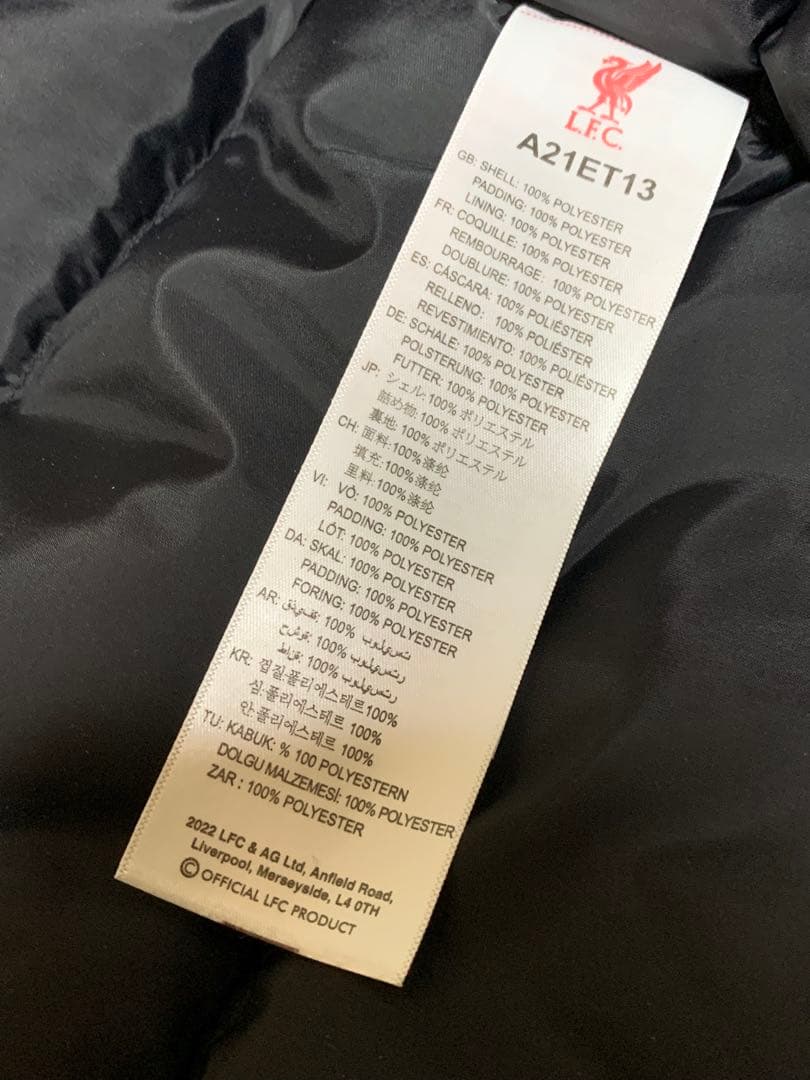 L.F.C.
A21ET13
GB: SHELL: 100% POLYESTER
PADDING: 100% POLYESTER
LINING: 100% POLYESTER
FR: COQUILLE: 100% POLYESTER
REMBOURRAGE: 100% POLYESTER
DOUBLURE: 100% POLYESTER
ES: CÁSCARA: 100% POLIÉSTER
RELLENO: 100% POLIÉSTER
REVESTIMIENTO: 100% POLIÉSTER
DE: SCHALE: 100% POLYESTER
POLSTERUNG: 100% POLYESTER
FUTTER: 100% POLYESTER
JP: シェル: 100% ポリエステル
詰め物: 100% ポリエステル
裏地: 100% ポリエステル
CH: 面料:100%涤纶
填充:100%涤纶
里料:100%涤纶
VI: VỎ: 100% POLYESTER
PADDING: 100% POLYESTER
LÓT: 100% POLYESTER
DA: SKAL: 100% POLYESTER
PADDING: 100% POLYESTER
FORING: 100% POLYESTER
AR: 100%
100%
100%
KR: 껍질:폴리에스테르100%
심:폴리에스테르 100%
안:폴리에스테르 100%
TU: KABUK: % 100 POLYESTERN
DOLGU MALZEMESİ: 100% POLYESTER
ZAR : 100% POLYESTER
2022 LFC & AG Ltd, Anfield Road,
Liverpool, Merseyside, L4 0TH
© OFFICIAL LFC PRODUCT